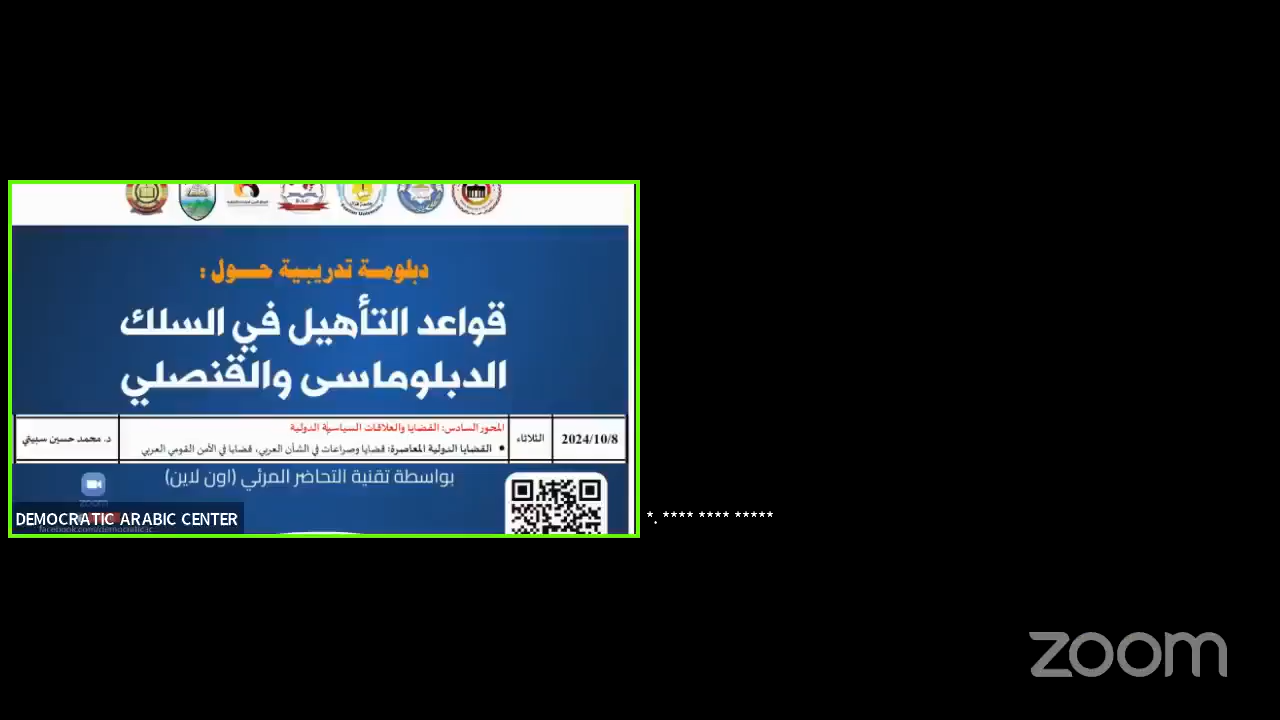 دبلومة تدريبية حول :
قواعد التأهيل في السلك
الدبلوماسى والقنصلي
2024/10/8
الثلاثاء
المحور السادس: القضايا والعلاقات السياسية الدولية
• القضايا الدولية المعاصرة: قضايا وصراعات في الشأن العربي، قضايا في الأمن القومي العربي
د. محمد حسين سبيتي
بواسطة تقنية التحاضر المرئي (اون لاين)
zoom
DEMOCRATIC ARABIC CENTER
*. **** **** *****
zoom